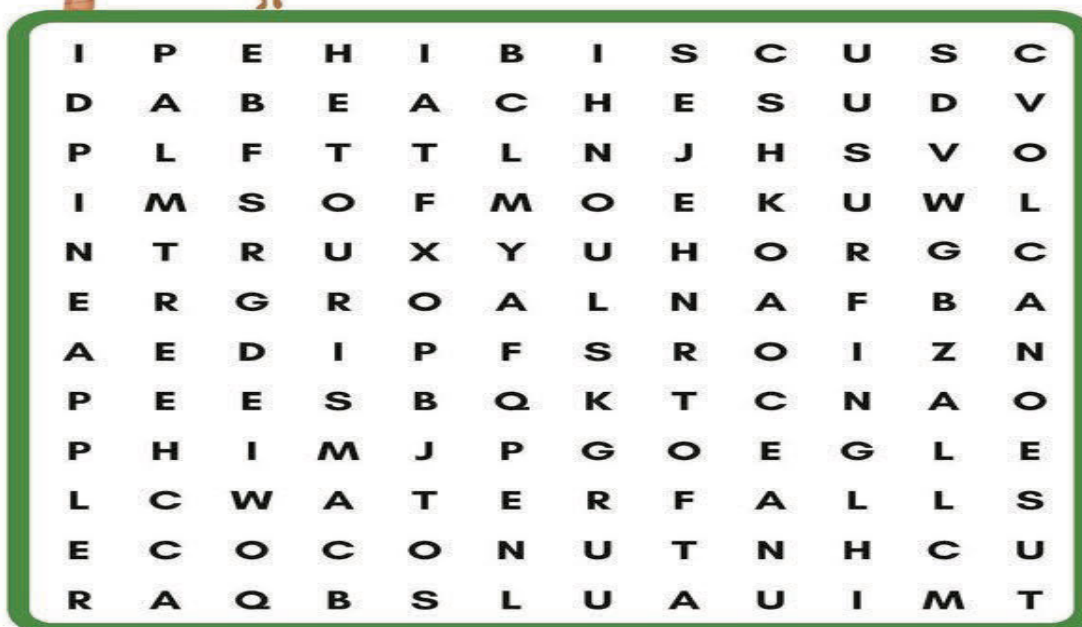 I P E H I B I S C U S C
D A B E A C H E S U D V
P L F T T L N J H S V O
I M S O F M O E K U W L
N T R U X Y U H O R G C
E R G R O A L N A F B A
A E D I P F S R O I Z N
P E E S B Q K T C N A O
P H I M J P G O E G L E
L C W A T E R F A L L S
E C O C O N U T N H C U
R A Q B S L U A U I M T